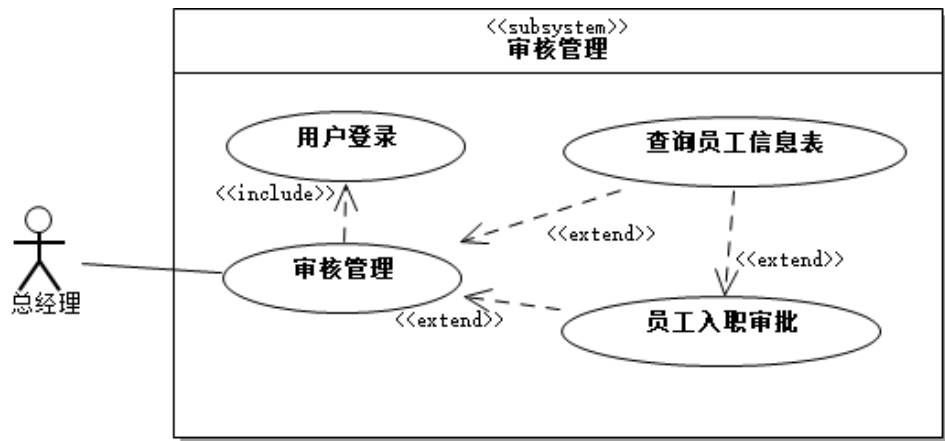 <<subsystem>>
审核管理
用户登录
查询员工信息表
<<include>>
<<extend>>
<<extend>>
审核管理
总经理
<<extend>>
员工入职审批